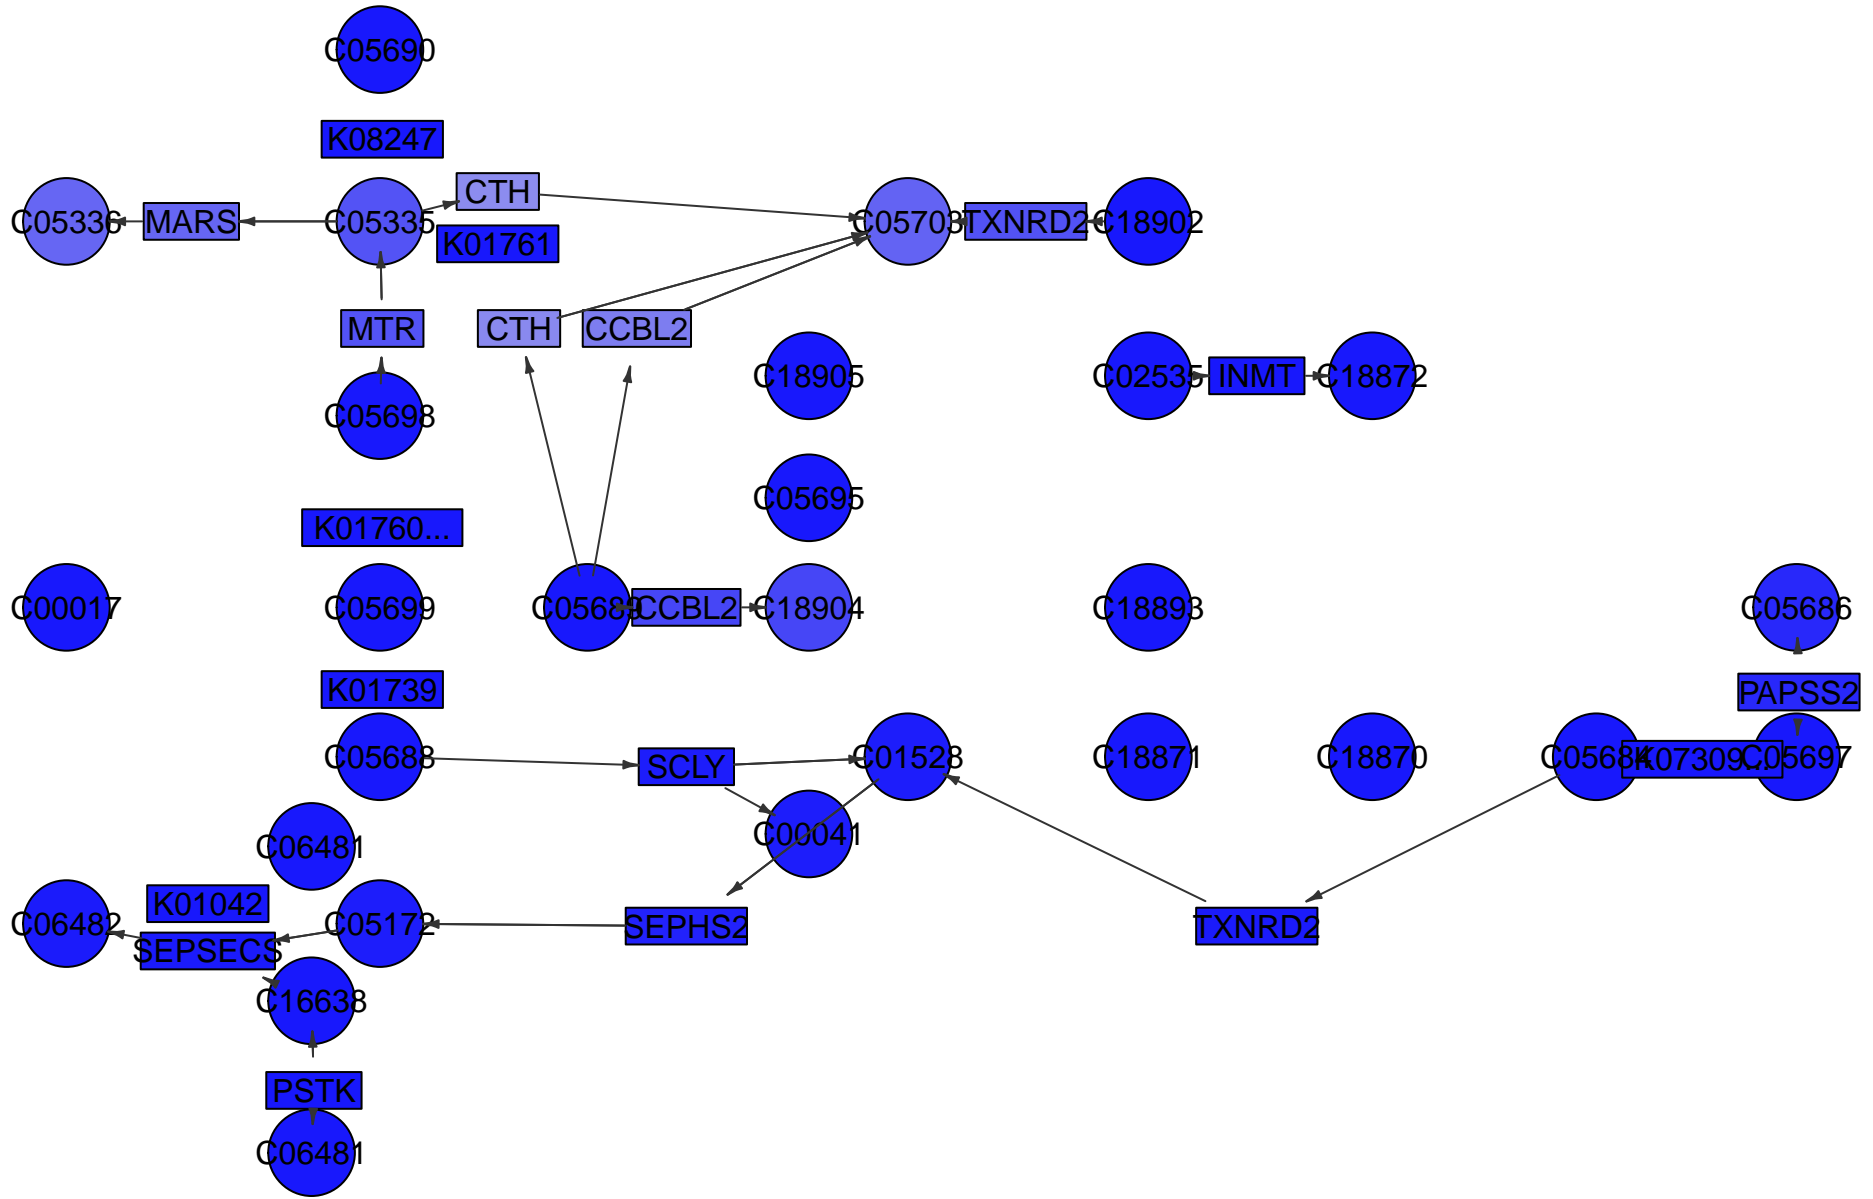 C05690
K08247
CTH
C05336
MARS
C05335
C05703
TXNRD2
C18902
K01761
MTR
CTH
CCBL2
C18905
C02535
INMT
C18872
C05698
C05695
K01760...
C00017
C05699
C05689
CCBL2
C18904
C18893
C05686
K01739
PAPSS2
C05688
SCLY
C01528
C18871
C18870
C05684
K07309...
C05697
C00041
C06481
K01042
C06482
C05172
SEPHS2
TXNRD2
SEPSECS
C16638
PSTK
C06481